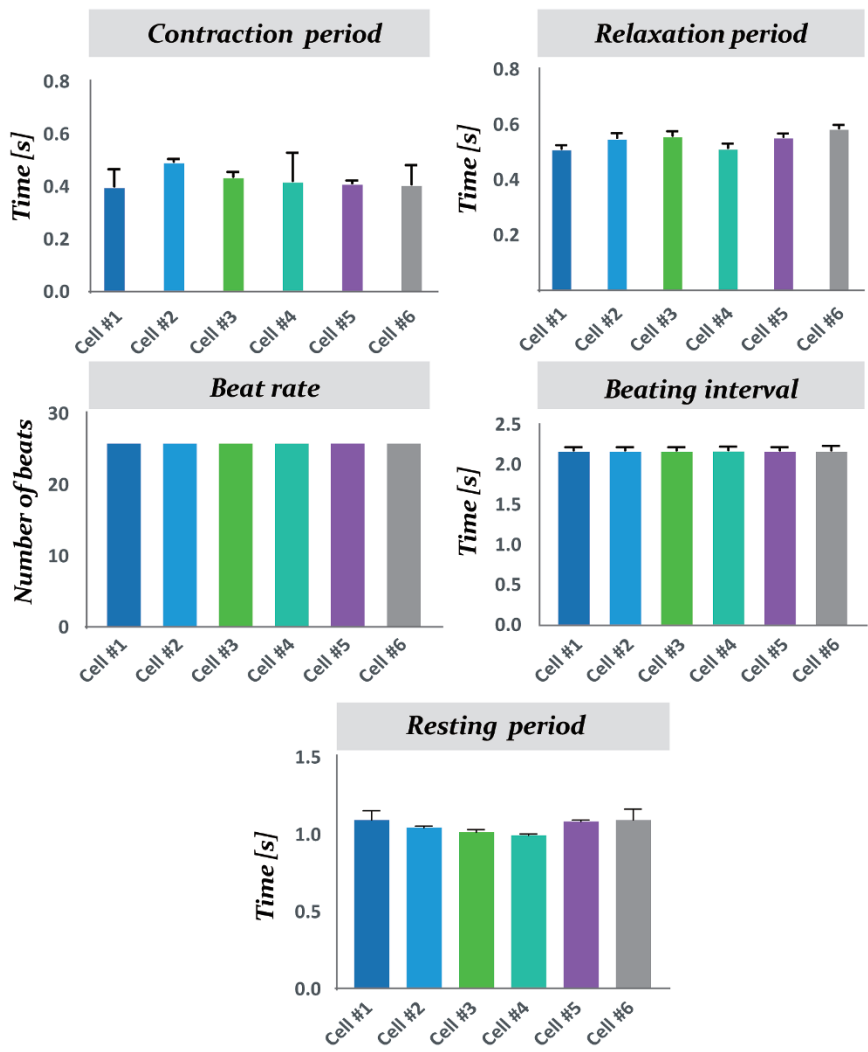 Contraction period
Relaxation period
Time [s]
0.8
0.6
0.4
0.2
0.0
Cell #1
Cell #2
Cell #3
Cell #4
Cell #5
Cell #6
Time [s]
0.8
0.6
0.4
0.2
Cell #1
Cell #2
Cell #3
Cell #4
Cell #5
Cell #6
Beat rate
Beating interval
Number of beats
30
20
10
0
Cell #1
Cell #2
Cell #3
Cell #4
Cell #5
Cell #6
Time [s]
2.5
2.0
1.5
1.0
0.5
0.0
Cell #1
Cell #2
Cell #3
Cell #4
Cell #5
Cell #6
Resting period
Time [s]
1.5
1.0
0.5
0.0
Cell #1
Cell #2
Cell #3
Cell #4
Cell #5
Cell #6